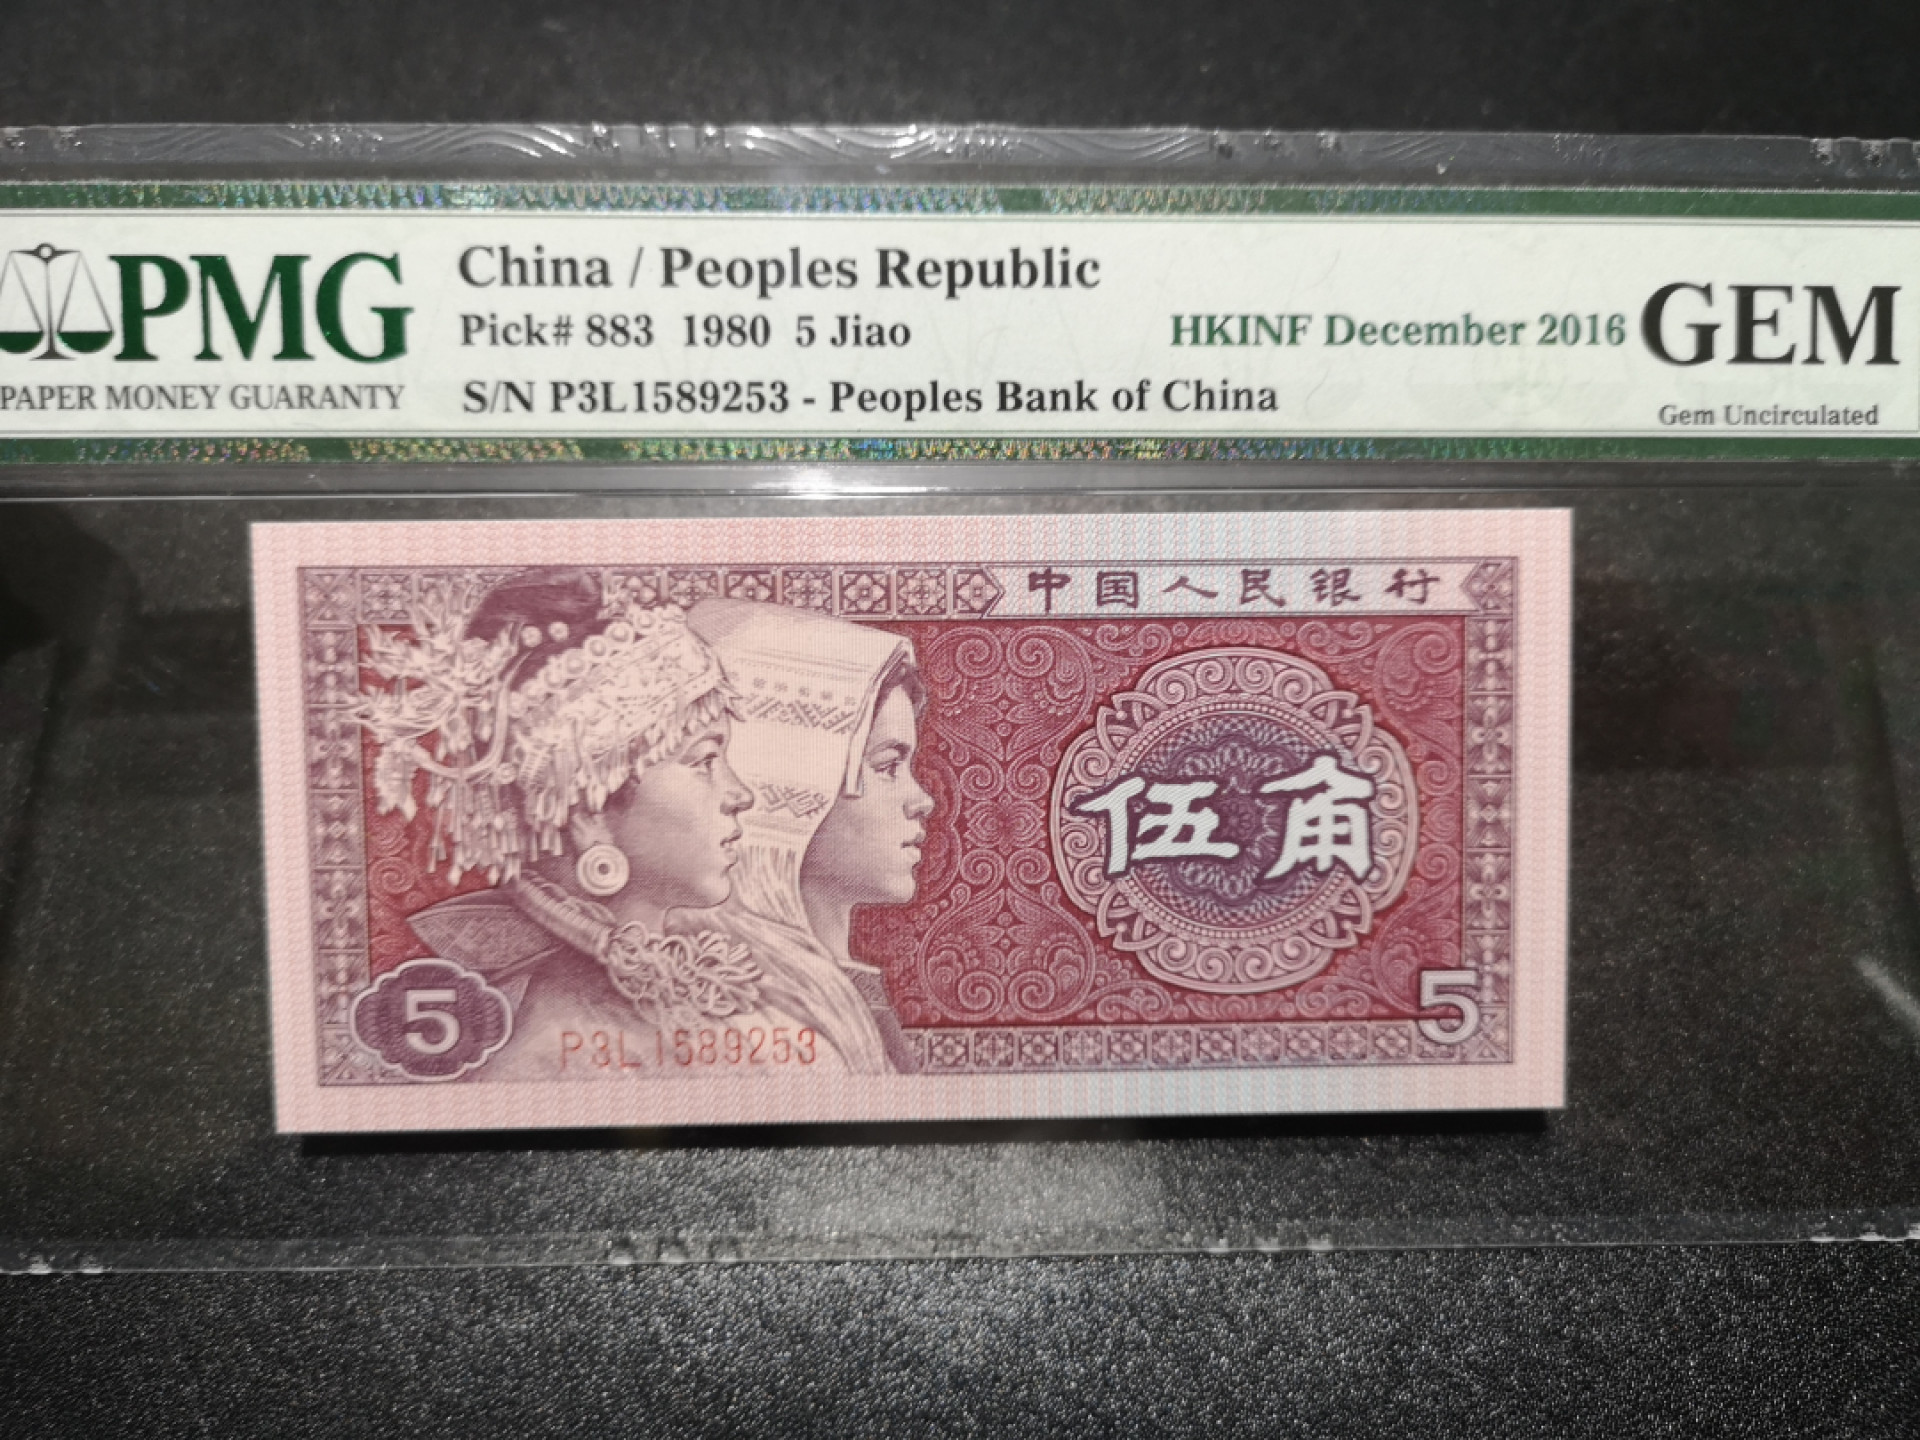 PMG
PAPER MONEY GUARANTY
China / Peoples Republic
Pick# 883 1980 5 Jiao
S/N P3L1589253 - Peoples Bank of China
HKINF December 2016
GEM
Gem Uncirculated
中国人民银行
伍角
5
P3L1589253
5